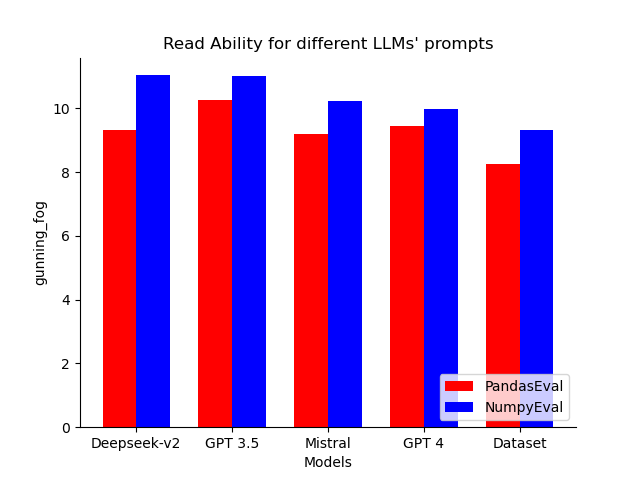 Read Ability for different LLMs' prompts
gunning_fog
10
8
6
4
2
0
Deepseek-v2 GPT 3.5 Mistral GPT 4 Dataset
Models
PandasEval
NumpyEval